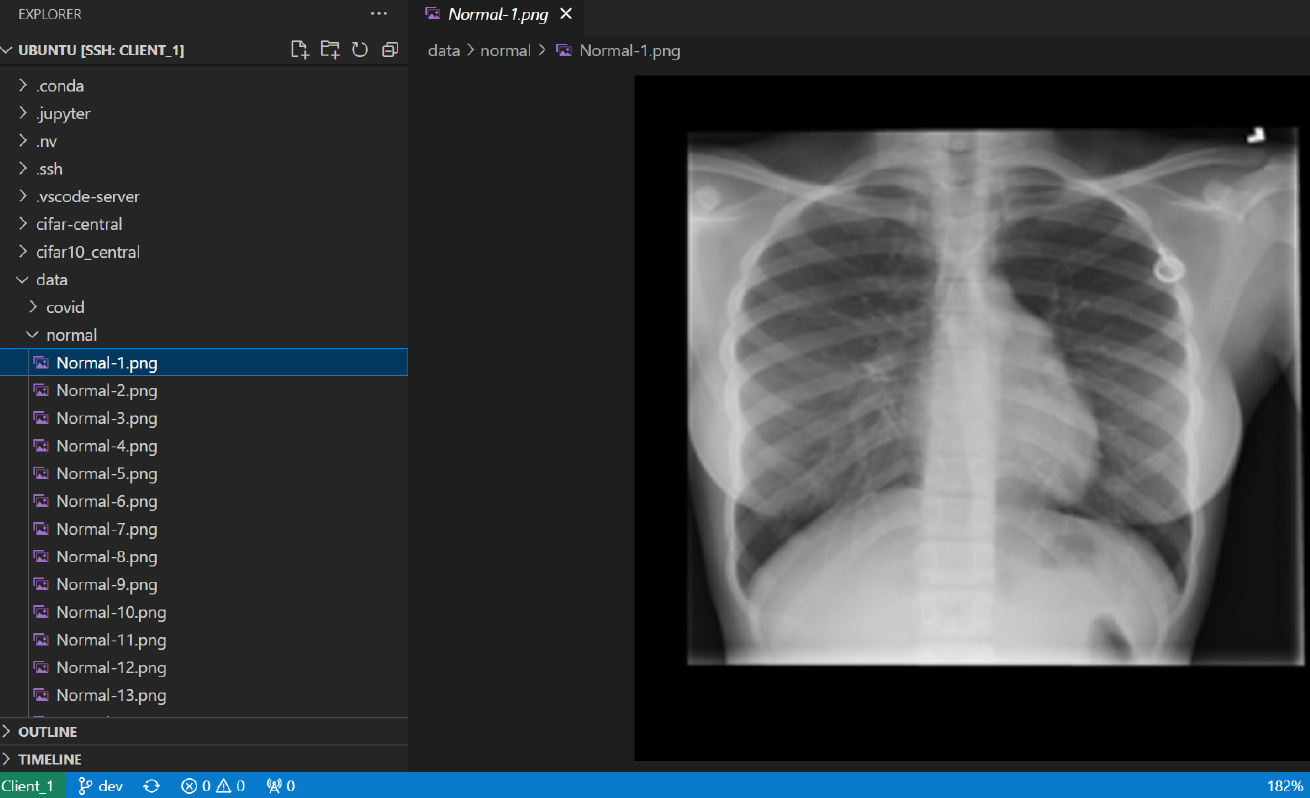 EXPLORER
UBUNTU [SSH: CLIENT_1]
.conda
.jupyter
.nv
.ssh
.vscode-server
cifar-central
cifar10_central
data
covid
normal
Normal-1.png
Normal-2.png
Normal-3.png
Normal-4.png
Normal-5.png
Normal-6.png
Normal-7.png
Normal-8.png
Normal-9.png
Normal-10.png
Normal-11.png
Normal-12.png
Normal-13.png
OUTLINE
TIMELINE
Normal-1.png
data > normal > Normal-1.png
Client_1 dev 0 0 0 182%